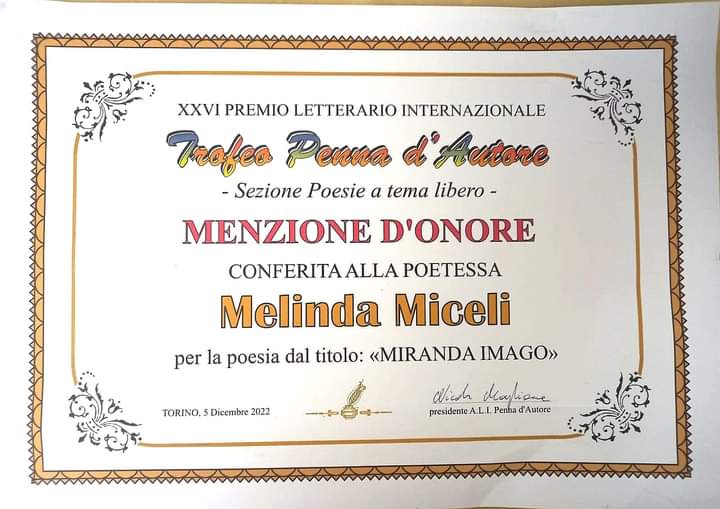 XXVI PREMIO LETTERARIO INTERNAZIONALE
Trofeo Penna d'Autore
- Sezione Poesie a tema libero -
MENZIONE D'ONORE
CONFERITA ALLA POETESSA
Melinda Miceli
per la poesia dal titolo: «MIRANDA IMAGO»
TORINO, 5 Dicembre 2022
presidente A.L.I. Penna d'Autore